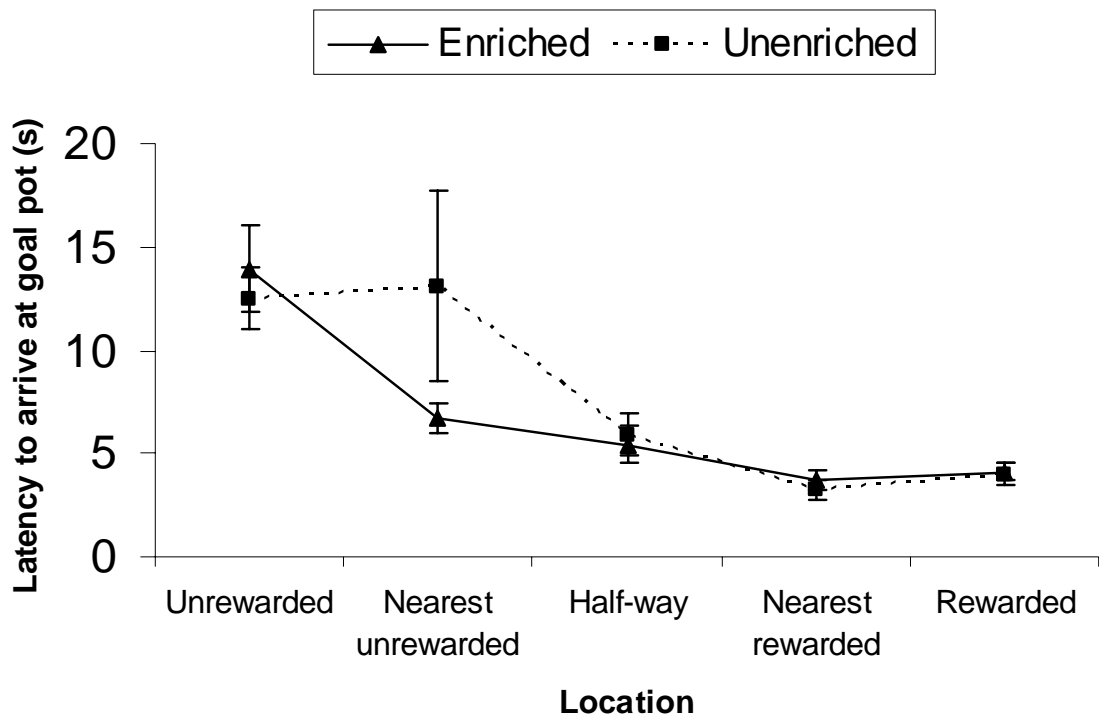 Enriched Unenriched
Latency to arrive at goal pot (s)
20
15
10
5
0
Unrewarded Nearest unrewarded Half-way Nearest rewarded Rewarded
Location